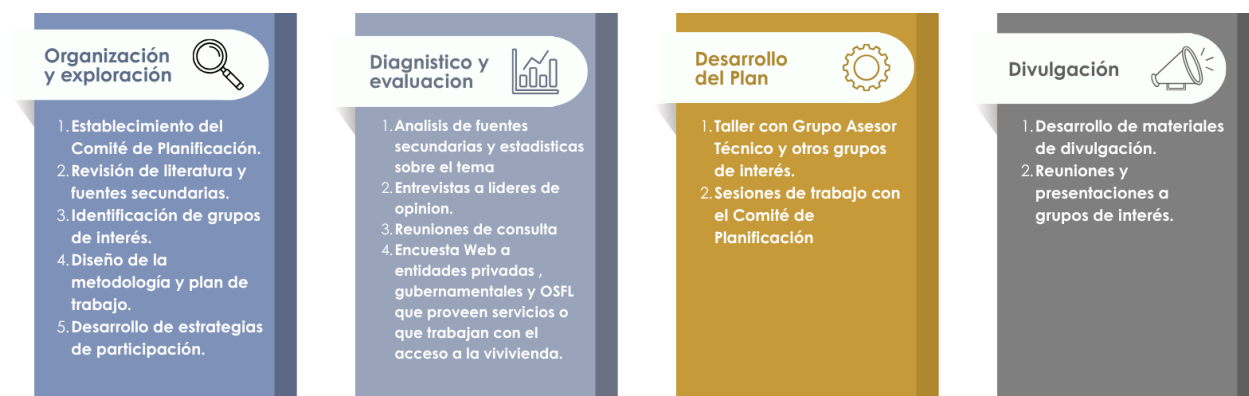 Organización
y exploración
1. Establecimiento del
Comité de Planificación.
2. Revisión de literatura y
fuentes secundarias.
3. Identificación de grupos
de interés.
4. Diseño de la
metodología y plan de
trabajo.
5. Desarrollo de estrategias
de participación.
Diagnistico y
evaluacion
1. Analisis de fuentes
secundarias y estadisticas
sobre el tema
2. Entrevistas a lideres de
opinion.
3. Reuniones de consulta
4. Encuesta Web a
entidades privadas ,
gubernamentales y OSFL
que proveen servicios o
que trabajan con el
acceso a la vivivienda.
Desarrollo
del Plan
1. Taller con Grupo Asesor
Técnico y otros grupos
de interés.
2. Sesiones de trabajo con
el Comité de
Planificación
Divulgación
1. Desarrollo de materiales
de divulgación.
2. Reuniones y
presentaciones a
grupos de interés.